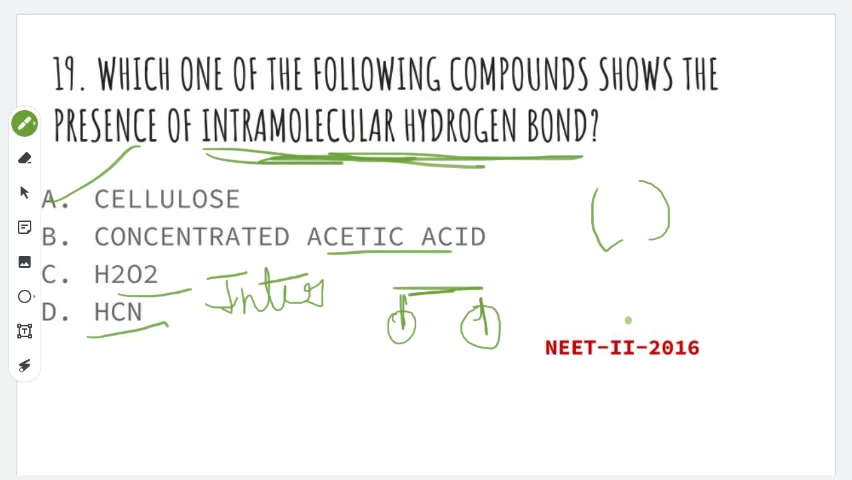 19. WHICH ONE OF THE FOLLOWING COMPOUNDS SHOWS THE
PRESENCE OF INTRAMOLECULAR HYDROGEN BOND?
A. CELLULOSE
B. CONCENTRATED ACETIC ACID
C. H2O2
D. HCN
Inter
NEET-II-2016